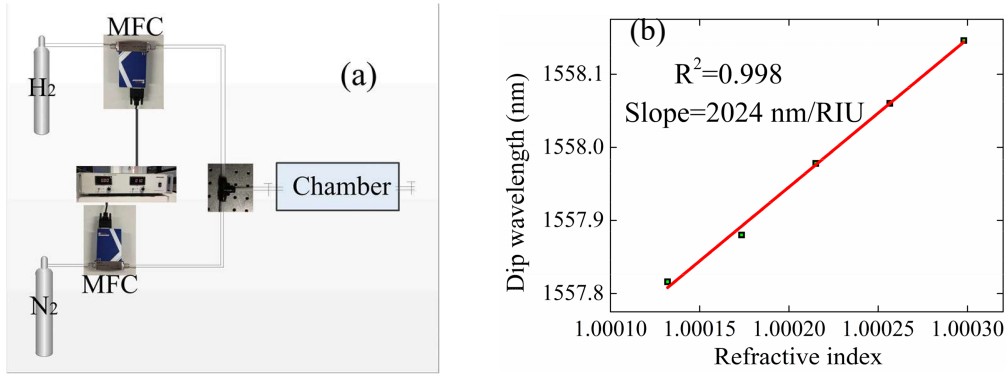 MFC
(a)
H2
Chamber
MFC
N2
(b)
R²=0.998
Slope=2024 nm/RIU
Dip wavelength (nm)
1558.1
1558.0
1557.9
1557.8
1.00010 1.00015 1.00020 1.00025 1.00030
Refractive index